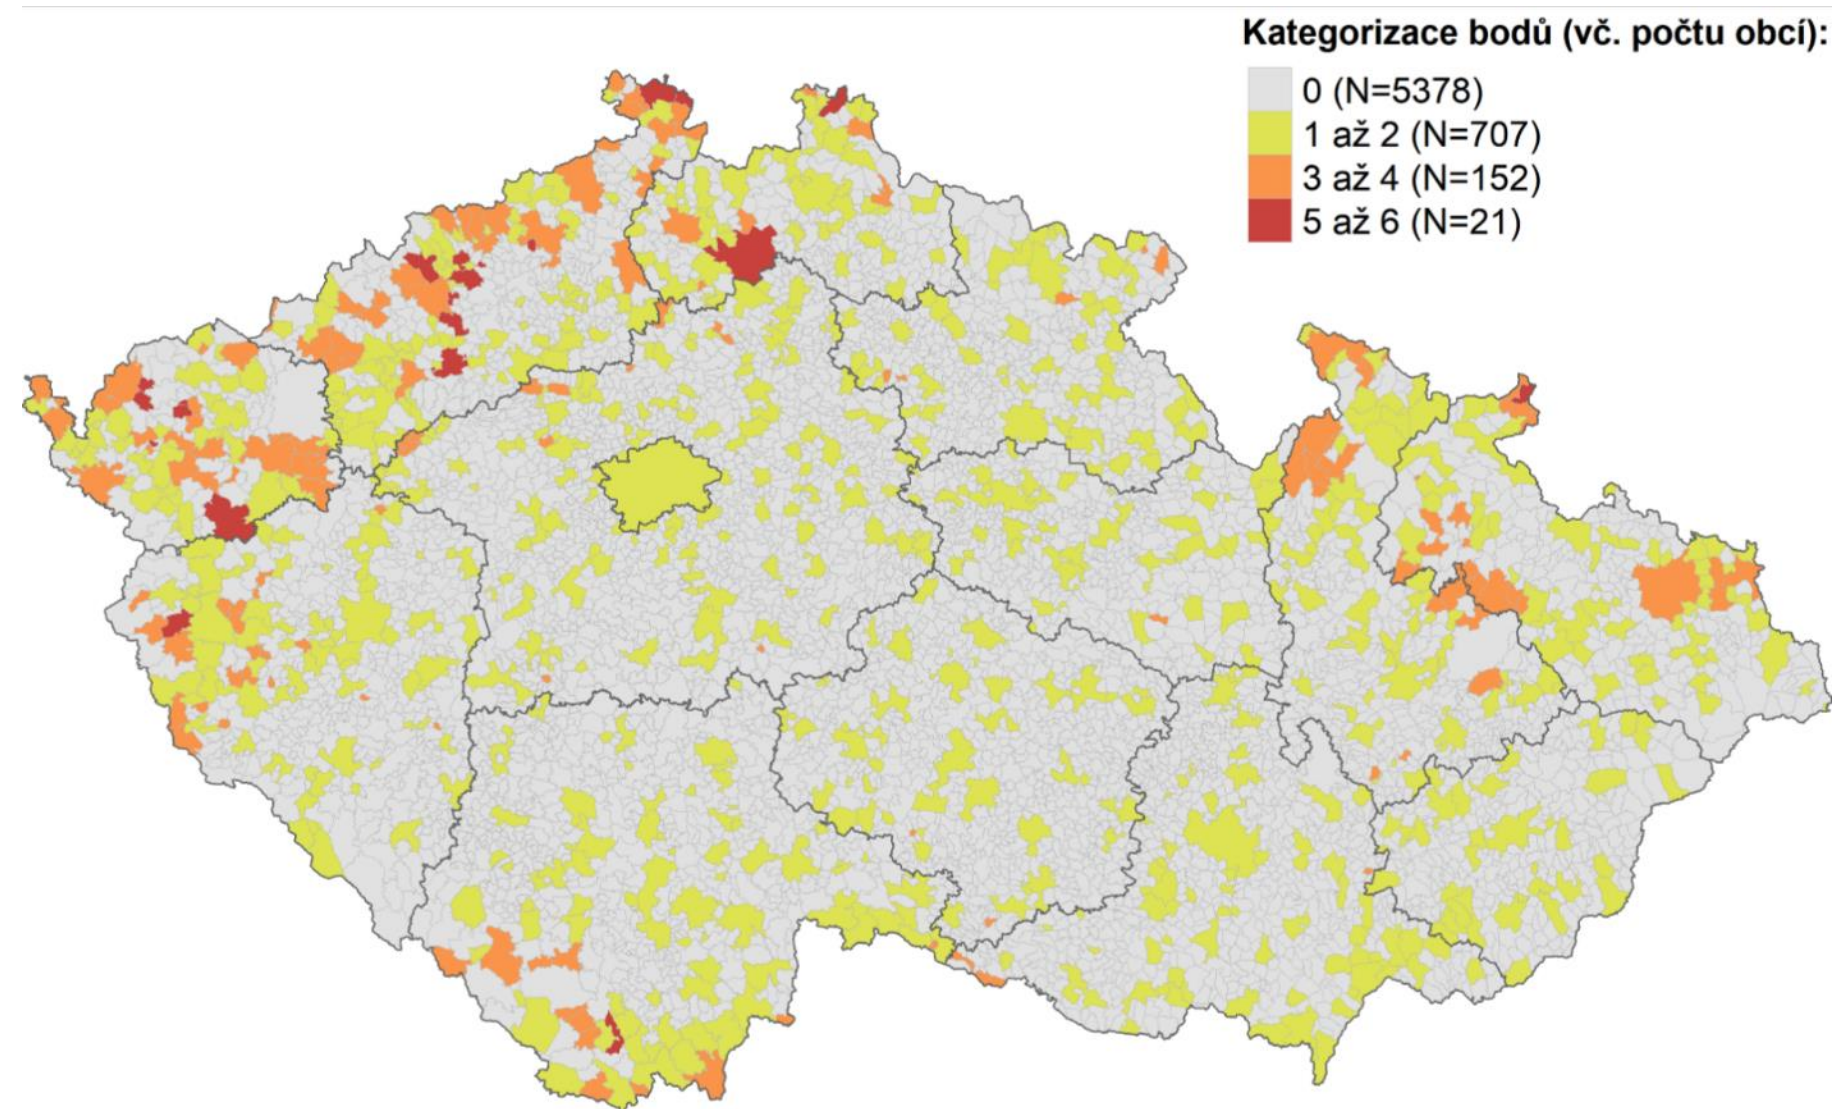 Kategorizace bodů (vč. počtu obcí):
0 (N=5378)
1 až 2 (N=707)
3 až 4 (N=152)
5 až 6 (N=21)